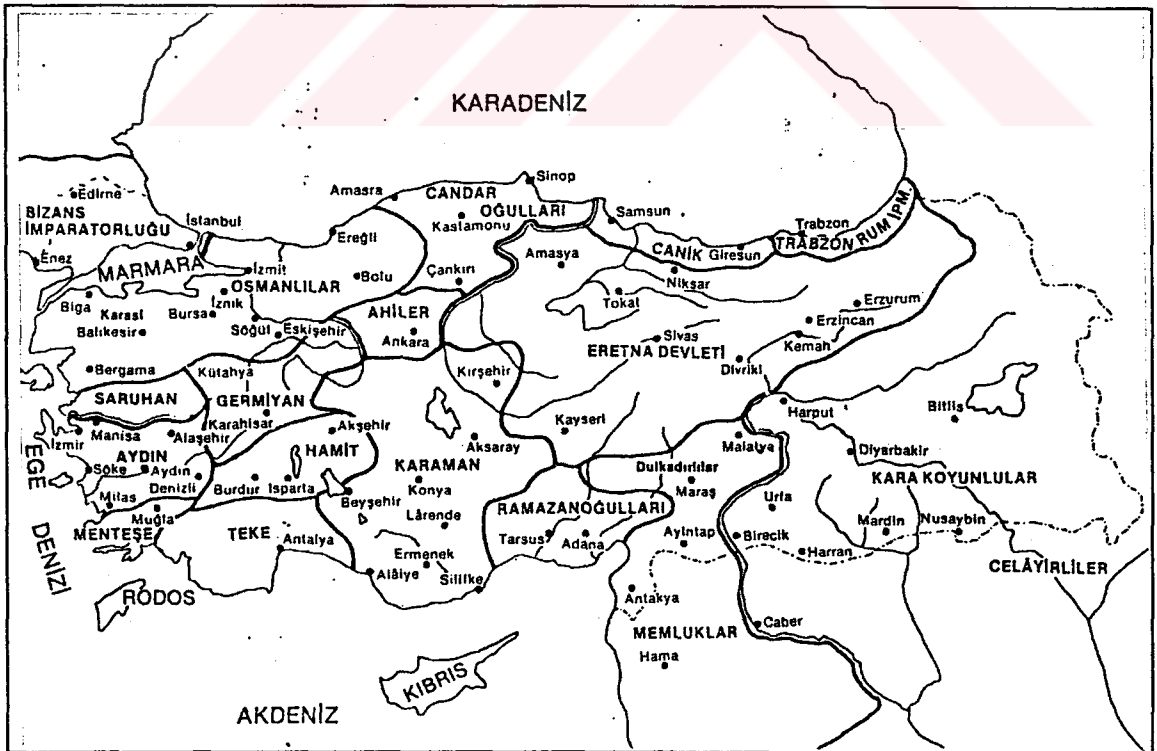 KARADENİZ
Sinop
Amasra
CANDAR
OĞULLARI
Kastamonu
Samsun
Edirne
BİZANS
İMPARATORLUĞU
İstanbul
Ereğli
Trabzon
TRABZON RUM İPM.
CANİK
Giresun
Enez
MARMARA
İzmit
Bolu
Çankırı
Amasya
Niksar
OSMANLILAR
Tokat
Biga
Karasi
İznik
Bursa
AHİLER
Erzurum
Erzincan
Balıkesir
Söğüt
Eskişehir
Ankara
Sivas
Kemah
ERETNA DEVLETİ
Divriki
Bergama
Kütahya
Kırşehir
SARUHAN
GERMİYAN
Harput
Bitlis
Karahisar
Akşehir
Kayseri
İzmir
Manisa
Alaşehir
HAMİT
Aksaray
Malatya
Diyarbakir
EGE
DENİZİ
AYDIN
Söke
Aydın
KARAMAN
Dulkadırlılar
Maraş
KARA KOYUNLULAR
Denizli
Burdur
Isparta
Konya
Beyşehir
Urfa
Milas
Muğla
RAMAZANOĞULLARI
Lârende
Mardin
Nusaybin
MENTEŞE
TEKE
Antalya
Tarsus
Adana
Ayintap
Birecik
Harran
Ermenek
CELÂYİRLİLER
Alâiye
Sililke
RODOS
Antakya
Caber
MEMLUKLAR
Hama
KIBRIS
AKDENİZ